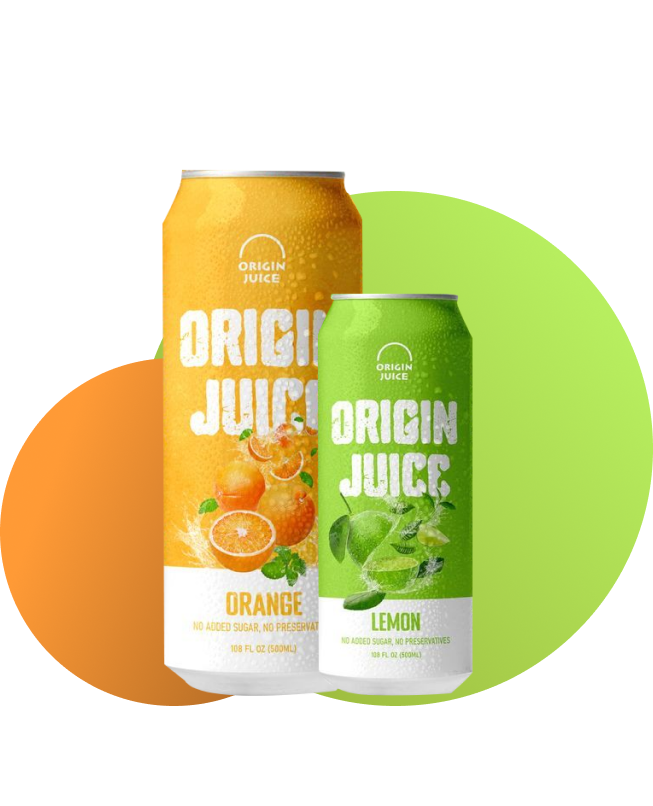 ORIGIN
JUICE
ORIGIN
JUICE
ORANGE
NO ADDED SUGAR, NO
108 FL OZ (500ML)
ORIGIN
JUICE
ORIGIN
JUICE
LEMON
NO ADDED SUGAR, NO PRESERVATIVES
108 FL OZ (500ML)